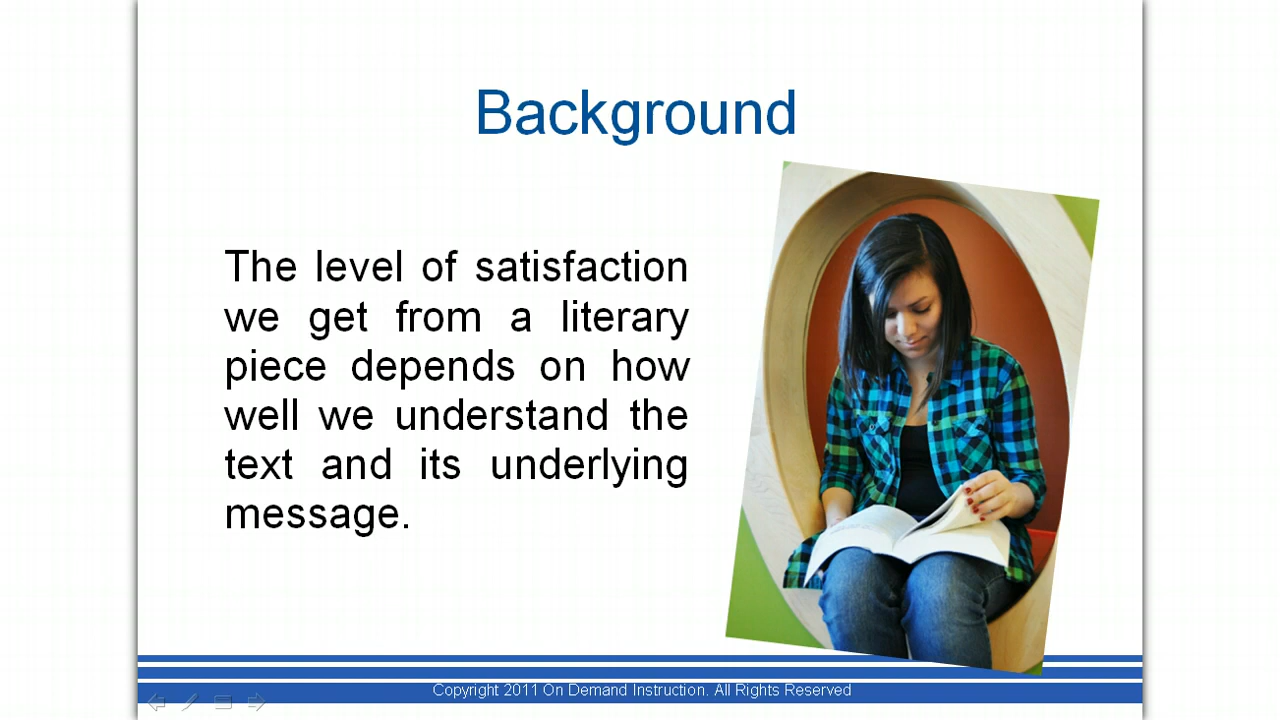 Background
The level of satisfaction
we get from a literary
piece depends on how
well we understand the
text and its underlying
message.
Copyright 2011 On Demand Instruction. All Rights Reserved